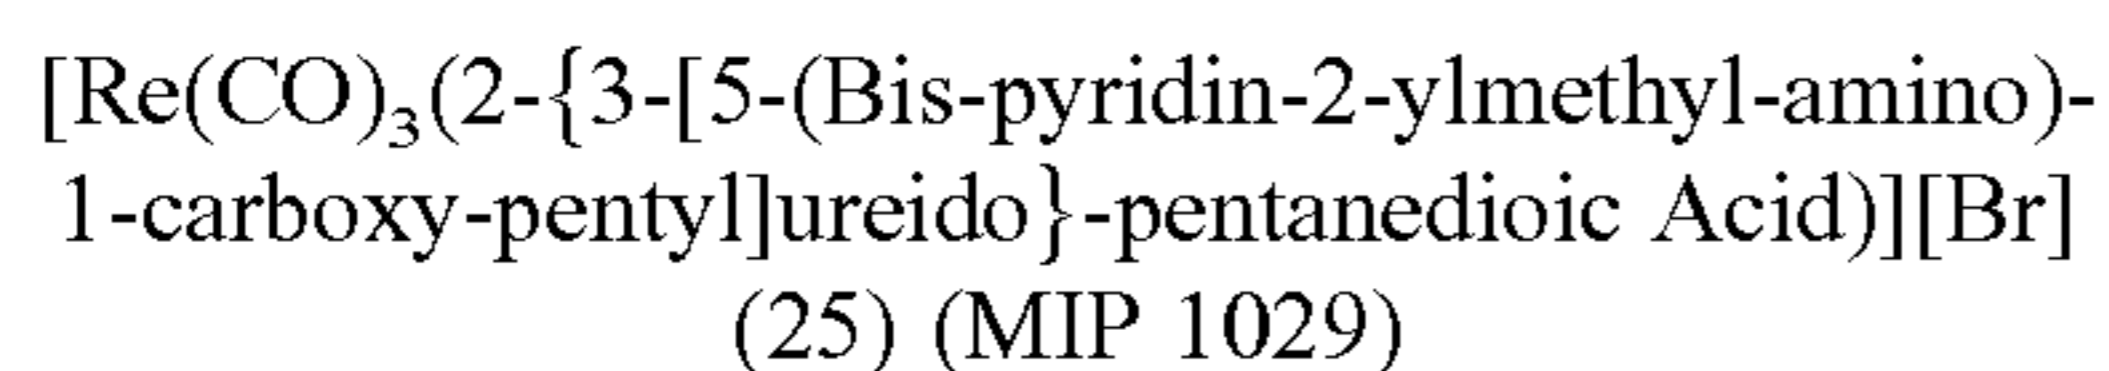 [Re(CO)₃(2-{3-[5-(Bis-pyridin-2-ylmethyl-amino)-
1-carboxy-pentyl]ureido}-pentanedioic Acid)][Br]
(25) (MIP 1029)